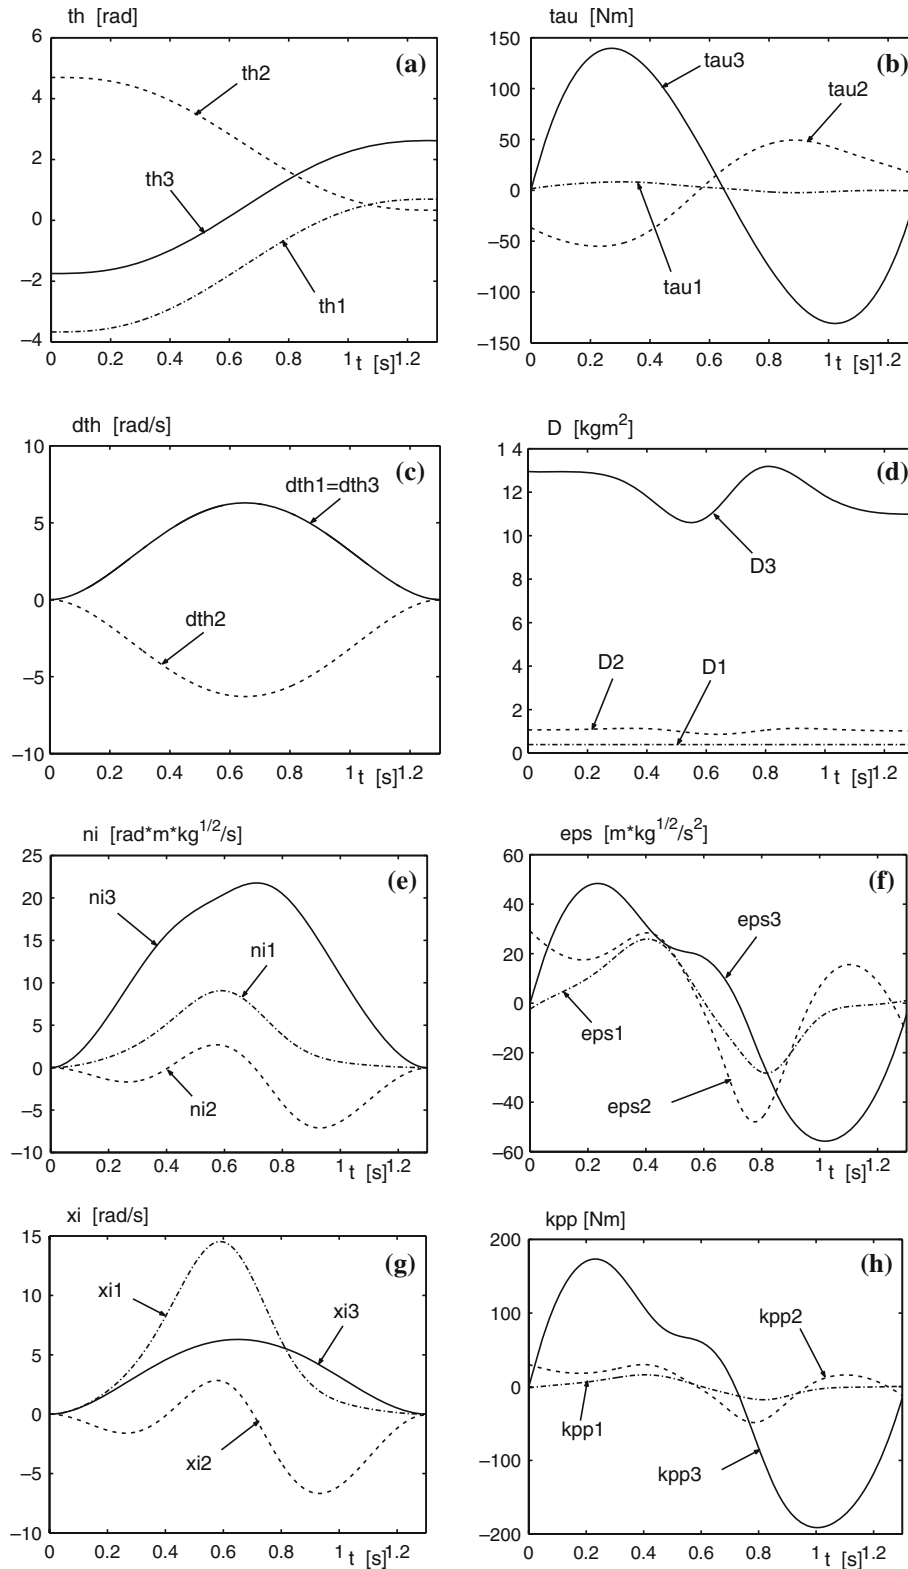 th [rad]
(a)
6
4
2
0
−2
−4
th2
th3
th1
0 0.2 0.4 0.6 0.8 1 t [s] 1.2
tau [Nm]
(b)
150
100
50
0
−50
−100
−150
tau3
tau2
tau1
0 0.2 0.4 0.6 0.8 1 t [s] 1.2
dth [rad/s]
(c)
10
5
0
−5
−10
dth1=dth3
dth2
0 0.2 0.4 0.6 0.8 1 t [s] 1.2
D [kgm²]
(d)
14
12
10
8
6
4
2
0
D3
D2
D1
0 0.2 0.4 0.6 0.8 1 t [s] 1.2
ni [rad*m*kg^1/2/s]
(e)
25
20
15
10
5
0
−5
−10
ni3
ni1
ni2
0 0.2 0.4 0.6 0.8 1 t [s] 1.2
eps [m*kg^1/2/s²]
(f)
60
40
20
0
−20
−40
−60
eps3
eps1
eps2
0 0.2 0.4 0.6 0.8 1 t [s] 1.2
xi [rad/s]
(g)
15
10
5
0
−5
−10
xi1
xi3
xi2
0 0.2 0.4 0.6 0.8 1 t [s] 1.2
kpp [Nm]
(h)
200
100
0
−100
−200
kpp2
kpp1
kpp3
0 0.2 0.4 0.6 0.8 1 t [s] 1.2